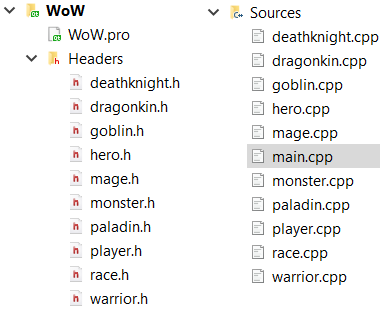 WoW
WoW.pro
Headers
deathknight.h
dragonkin.h
goblin.h
hero.h
mage.h
monster.h
paladin.h
player.h
race.h
warrior.h
Sources
deathknight.cpp
dragonkin.cpp
goblin.cpp
hero.cpp
mage.cpp
main.cpp
monster.cpp
paladin.cpp
player.cpp
race.cpp
warrior.cpp